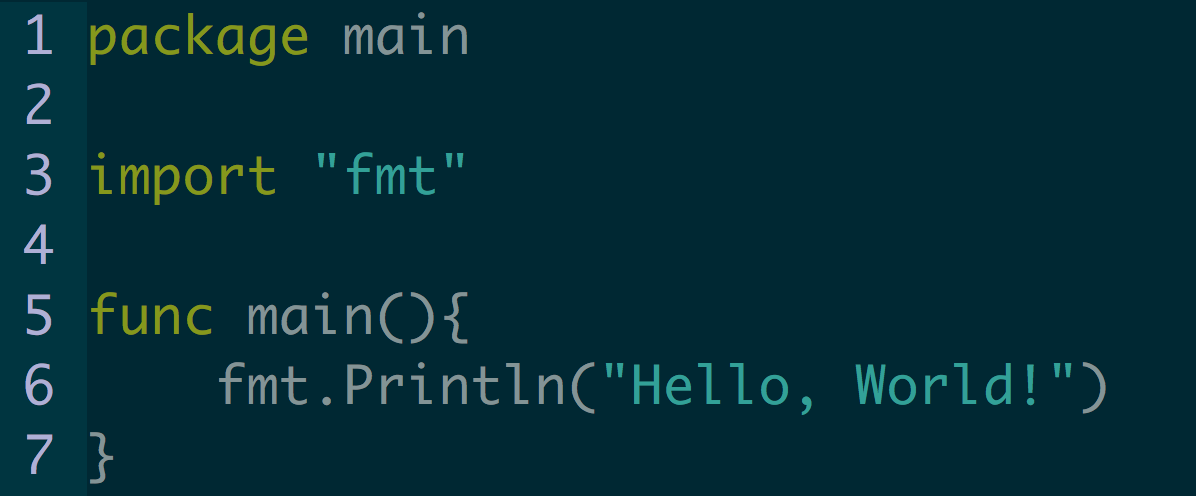 1 package main
2
3 import "fmt"
4
5 func main(){
6     fmt.Println("Hello, World!")
7 }